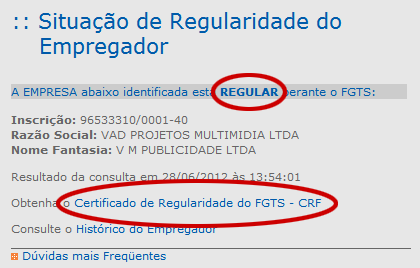 :: Situação de Regularidade do
Empregador
A EMPRESA abaixo identificada está REGULAR perante o FGTS:
Inscrição: 96533310/0001-40
Razão Social: VAD PROJETOS MULTIMIDIA LTDA
Nome Fantasia: V M PUBLICIDADE LTDA
Resultado da consulta em 28/06/2012 às 13:54:01
Obtenha o Certificado de Regularidade do FGTS - CRF
Consulte o Histórico do Empregador
Dúvidas mais Freqüentes